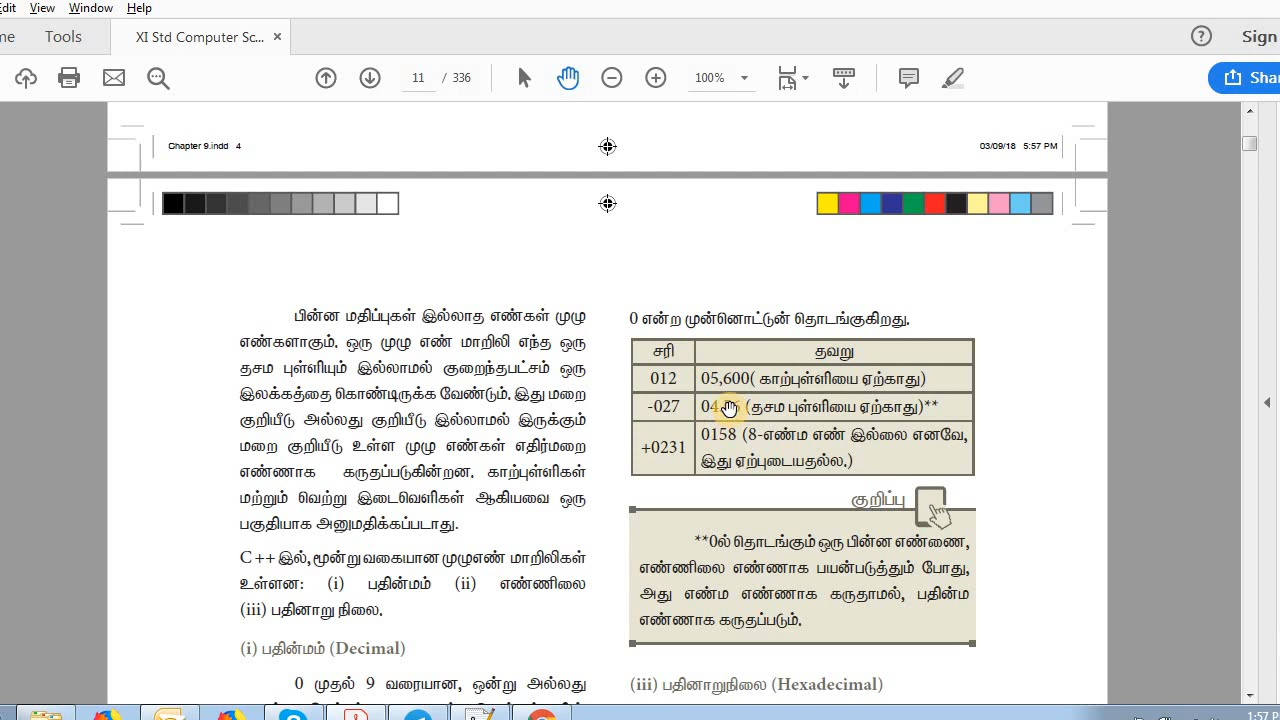 Edit View Window Help
Tools XI Std Computer Sc... × ? Sign
11 / 336 100%
Chapter 9.indd 4 03/09/18 5:57 PM
பின்ன மதிப்புகள் இல்லாத எண்கள் முழு
எண்களாகும். ஒரு முழு எண் மாறிலி எந்த ஒரு
தசம புள்ளியும் இல்லாமல் குறைந்தபட்சம் ஒரு
இலக்கத்தை கொண்டிருக்க வேண்டும். இது மறை
குறியீடு அல்லது குறியீடு இல்லாமல் இருக்கும்
மறை குறியீடு உள்ள முழு எண்கள் எதிர்மறை
எண்ணாக கருதப்படுகின்றன. காற்புள்ளிகள்
மற்றும் வெற்று இடைவெளிகள் ஆகியவை ஒரு
பகுதியாக அனுமதிக்கப்படாது.
C ++ இல், மூன்று வகையான முழுஎண் மாறிலிகள்
உள்ளன: (i) பதின்மம் (ii) எண்ணிலை
(iii) பதினாறு நிலை.
(i) பதின்மம் (Decimal)
0 முதல் 9 வரையான, ஒன்று அல்லது
0 என்ற முன்னொட்டுன் தொடங்குகிறது.
சரி தவறு
012 05,600( காற்புள்ளியை ஏற்காது)
-027 (தசம புள்ளியை ஏற்காது)**
+0231 0158 (8-எண்ம எண் இல்லை எனவே,
இது ஏற்புடையதல்ல.)
குறிப்பு
**0ல் தொடங்கும் ஒரு பின்ன எண்ணை,
எண்ணிலை எண்ணாக பயன்படுத்தும் போது,
அது எண்ம எண்ணாக கருதாமல், பதின்ம
எண்ணாக கருதப்படும்.
(iii) பதினாறுநிலை (Hexadecimal)